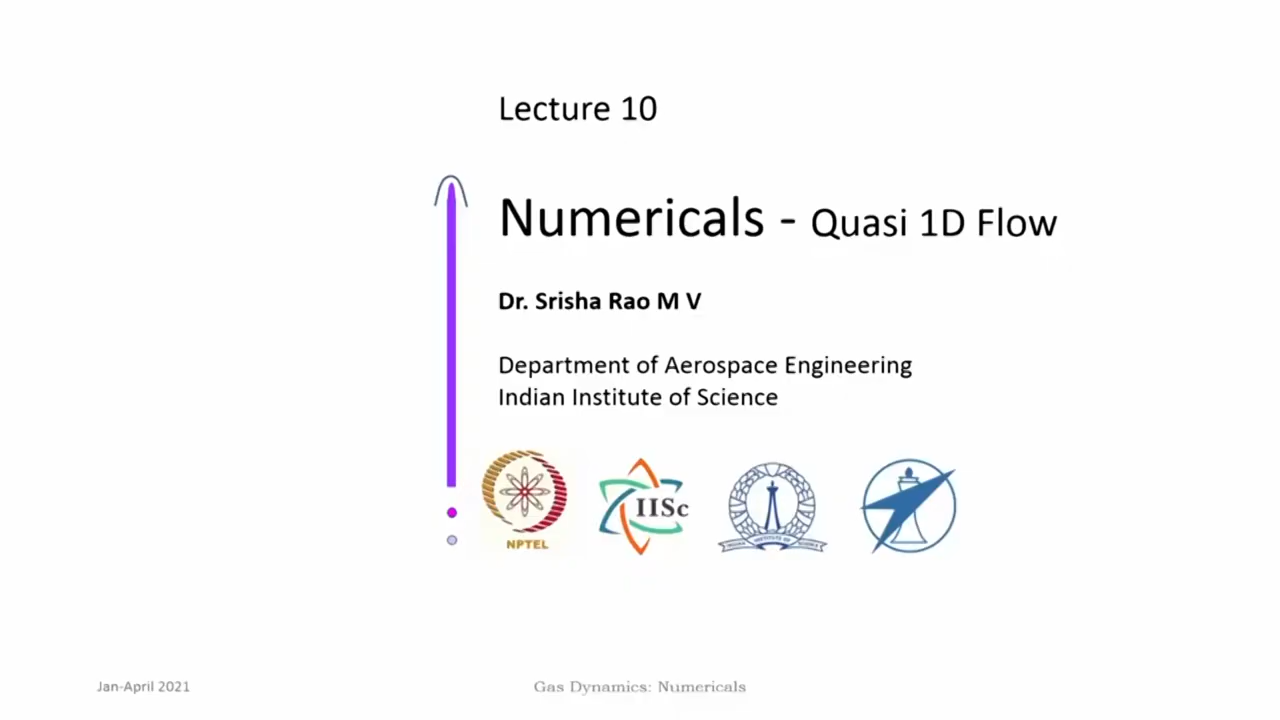 Lecture 10
Numericals - Quasi 1D Flow
Dr. Srisha Rao M V
Department of Aerospace Engineering
Indian Institute of Science
NPTEL
IISc
Jan-April 2021
Gas Dynamics: Numericals